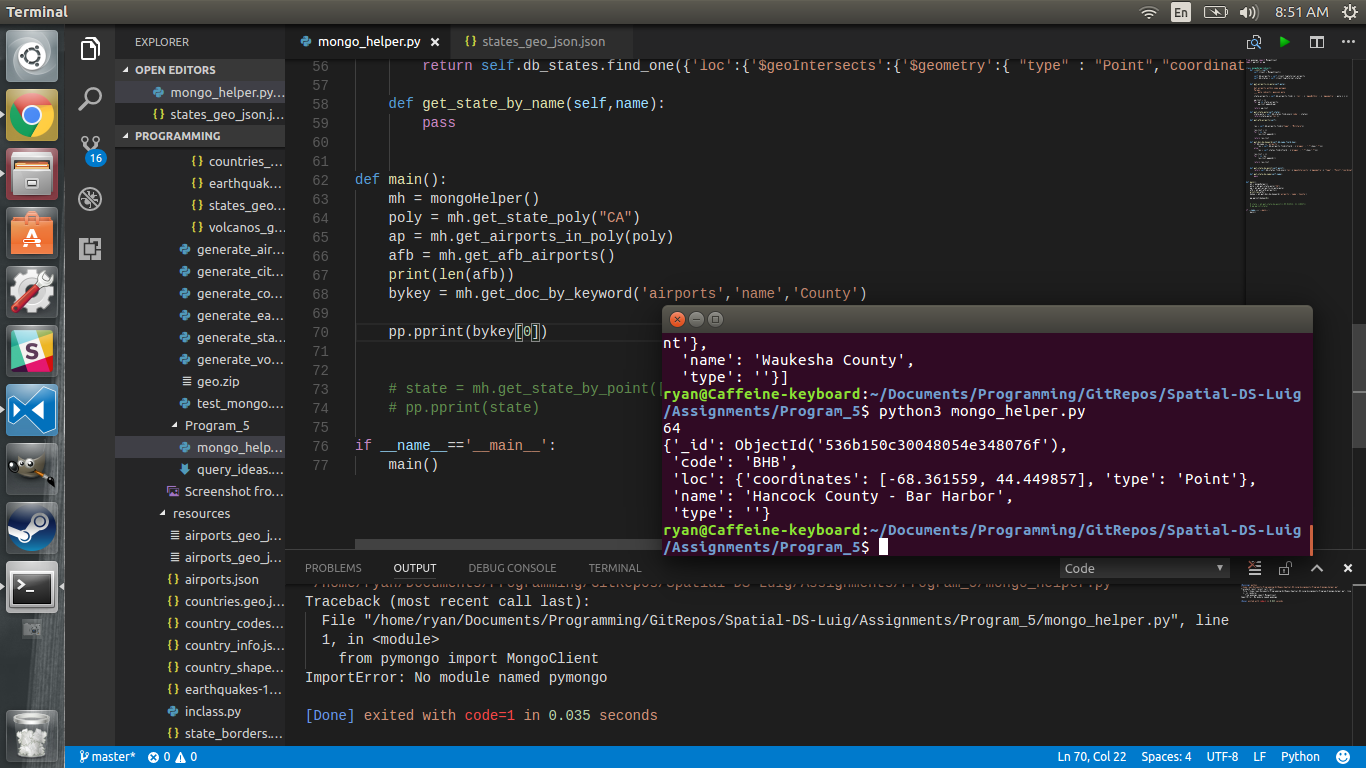 Terminal
En
8:51 AM
EXPLORER
OPEN EDITORS
mongo_helper.py...
states_geo_json.j...
PROGRAMMING
countries_...
earthquak...
states_geo...
volcanos_g...
generate_air...
generate_cit...
generate_co...
generate_ea...
generate_sta...
generate_vo...
geo.zip
test_mongo....
Program_5
mongo_help...
query_ideas....
Screenshot fro...
resources
airports_geo_j...
airports_geo_j...
airports.json
countries.geo.j...
country_codes...
country_info.js...
country_shape...
earthquakes-1...
inclass.py
state_borders....
16
mongo_helper.py
states_geo_json.json
56 return self.db_states.find_one({'loc':{'$geoIntersects':{'$geometry':{ "type" : "Point","coordinat
57
58 def get_state_by_name(self,name):
59 pass
60
61
62 def main():
63 mh = mongoHelper()
64 poly = mh.get_state_poly("CA")
65 ap = mh.get_airports_in_poly(poly)
66 afb = mh.get_afb_airports()
67 print(len(afb))
68 bykey = mh.get_doc_by_keyword('airports','name','County')
69
70 pp.pprint(bykey[0])
71
72
73 # state = mh.get_state_by_point([
74 # pp.pprint(state)
75
76 if __name__=='__main__':
77 main()
nt'},
'name': 'Waukesha County',
'type': ''}]
ryan@Caffeine-keyboard:~/Documents/Programming/GitRepos/Spatial-DS-Luig
/Assignments/Program_5$ python3 mongo_helper.py
64
{'_id': ObjectId('536b150c30048054e348076f'),
'code': 'BHB',
'loc': {'coordinates': [-68.361559, 44.449857], 'type': 'Point'},
'name': 'Hancock County - Bar Harbor',
'type': ''}
ryan@Caffeine-keyboard:~/Documents/Programming/GitRepos/Spatial-DS-Luig
/Assignments/Program_5$
PROBLEMS OUTPUT DEBUG CONSOLE TERMINAL
Code
/home/ryan/Documents/Programming/GitRepos/Spatial-DS-Luig/Assignments/Program_5/mongo_helper.py
Traceback (most recent call last):
File "/home/ryan/Documents/Programming/GitRepos/Spatial-DS-Luig/Assignments/Program_5/mongo_helper.py", line
1, in <module>
from pymongo import MongoClient
ImportError: No module named pymongo
[Done] exited with code=1 in 0.035 seconds
master* 0 0
Ln 70, Col 22 Spaces: 4 UTF-8 LF Python